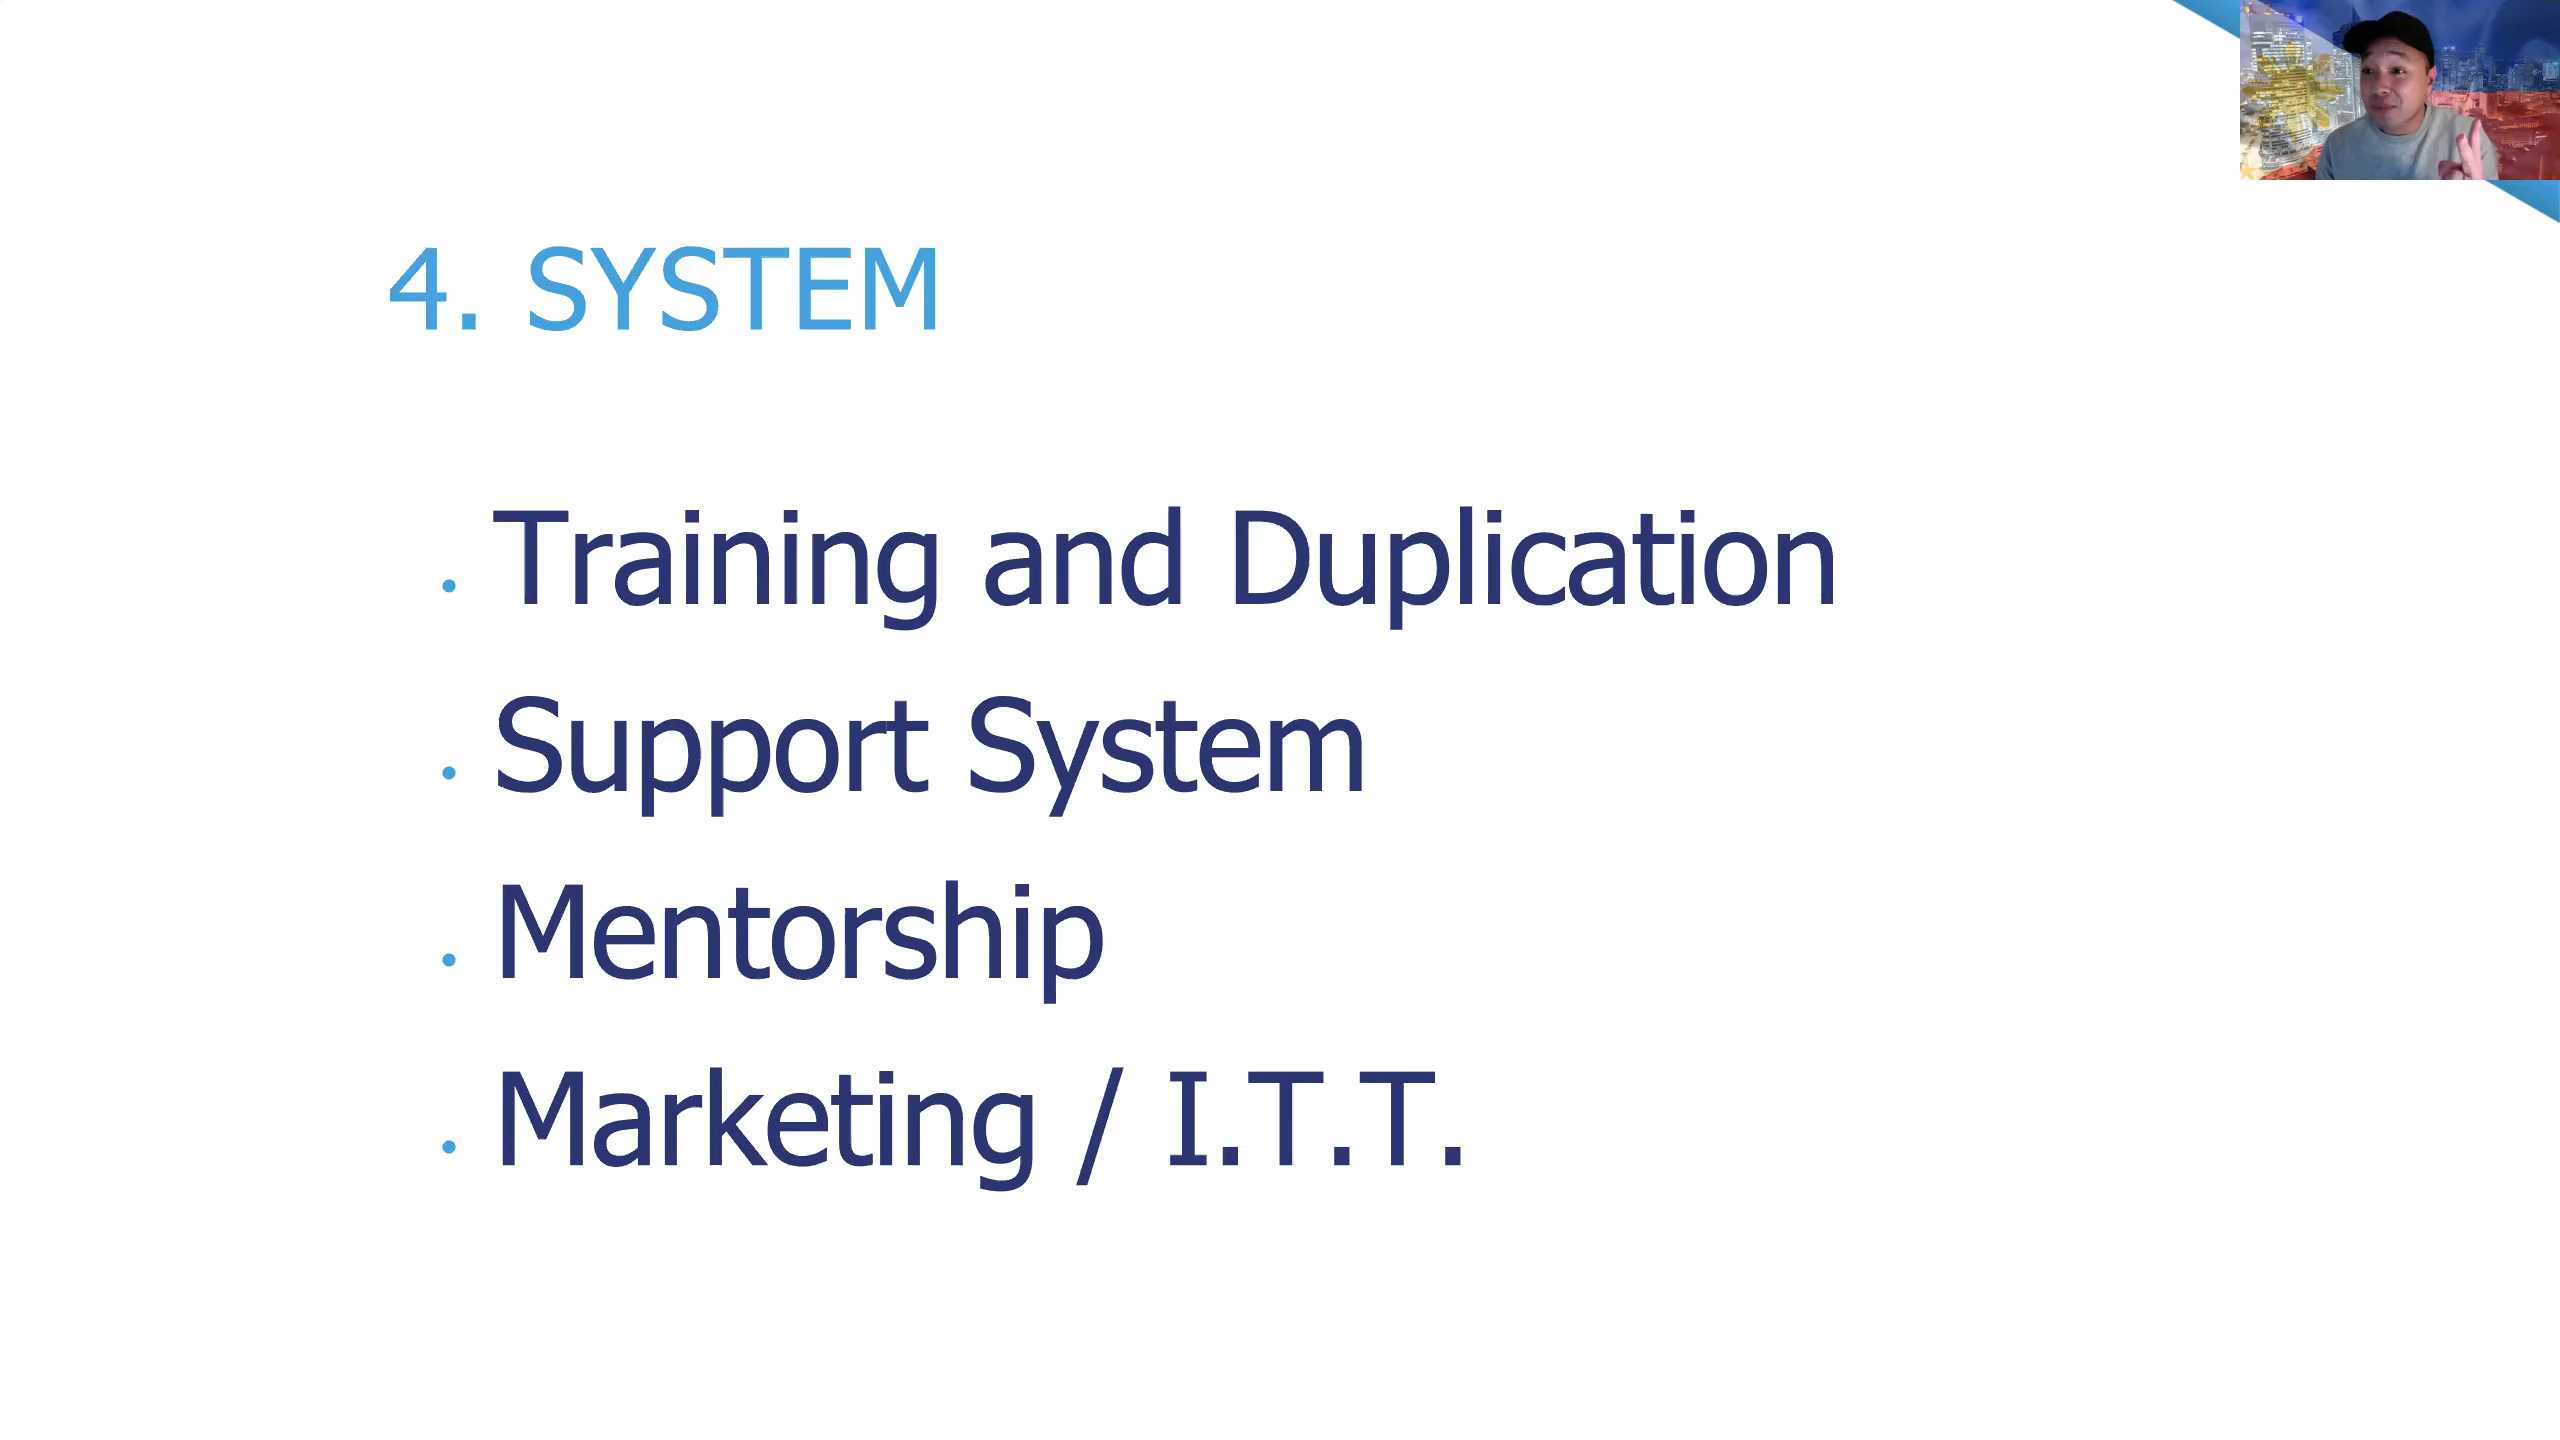 4. SYSTEM
• Training and Duplication
• Support System
• Mentorship
• Marketing / I.T.T.